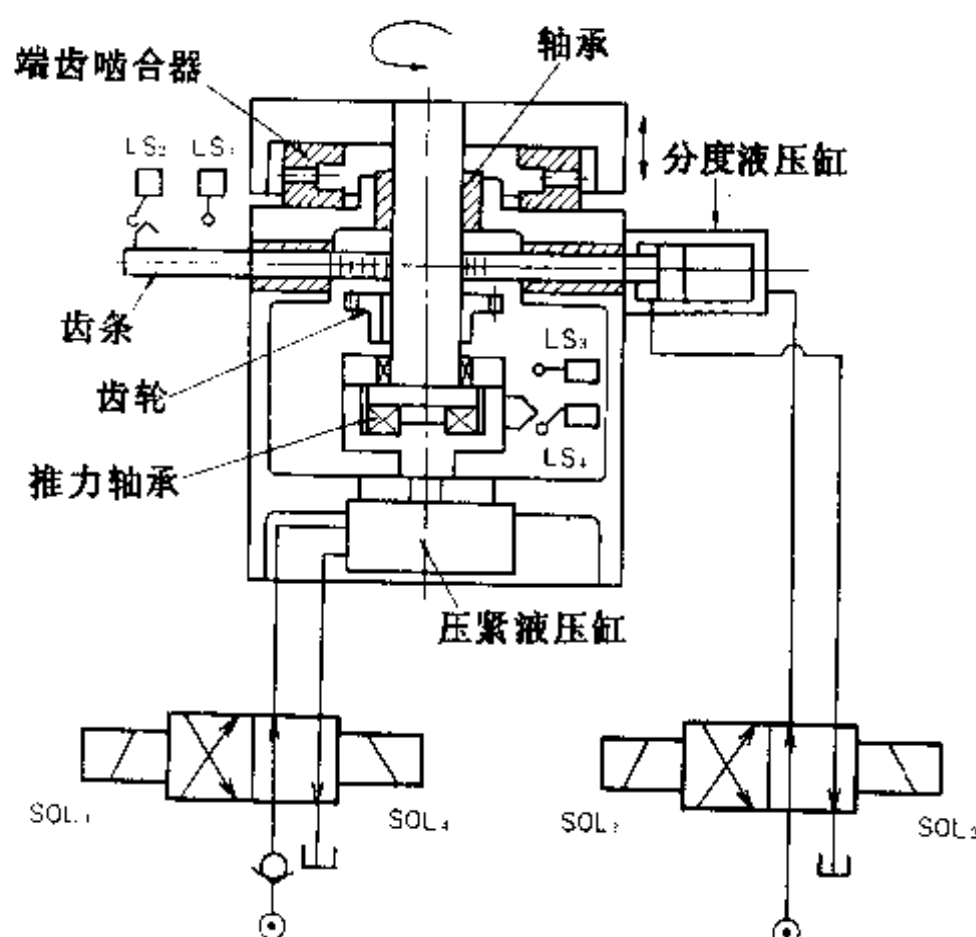 轴承
端齿啮合器
LS₂ LS₁
分度液压缸
齿条
LS₃
齿轮
LS₄
推力轴承
压紧液压缸
SOL₁ SOL₄ SOL₂ SOL₃